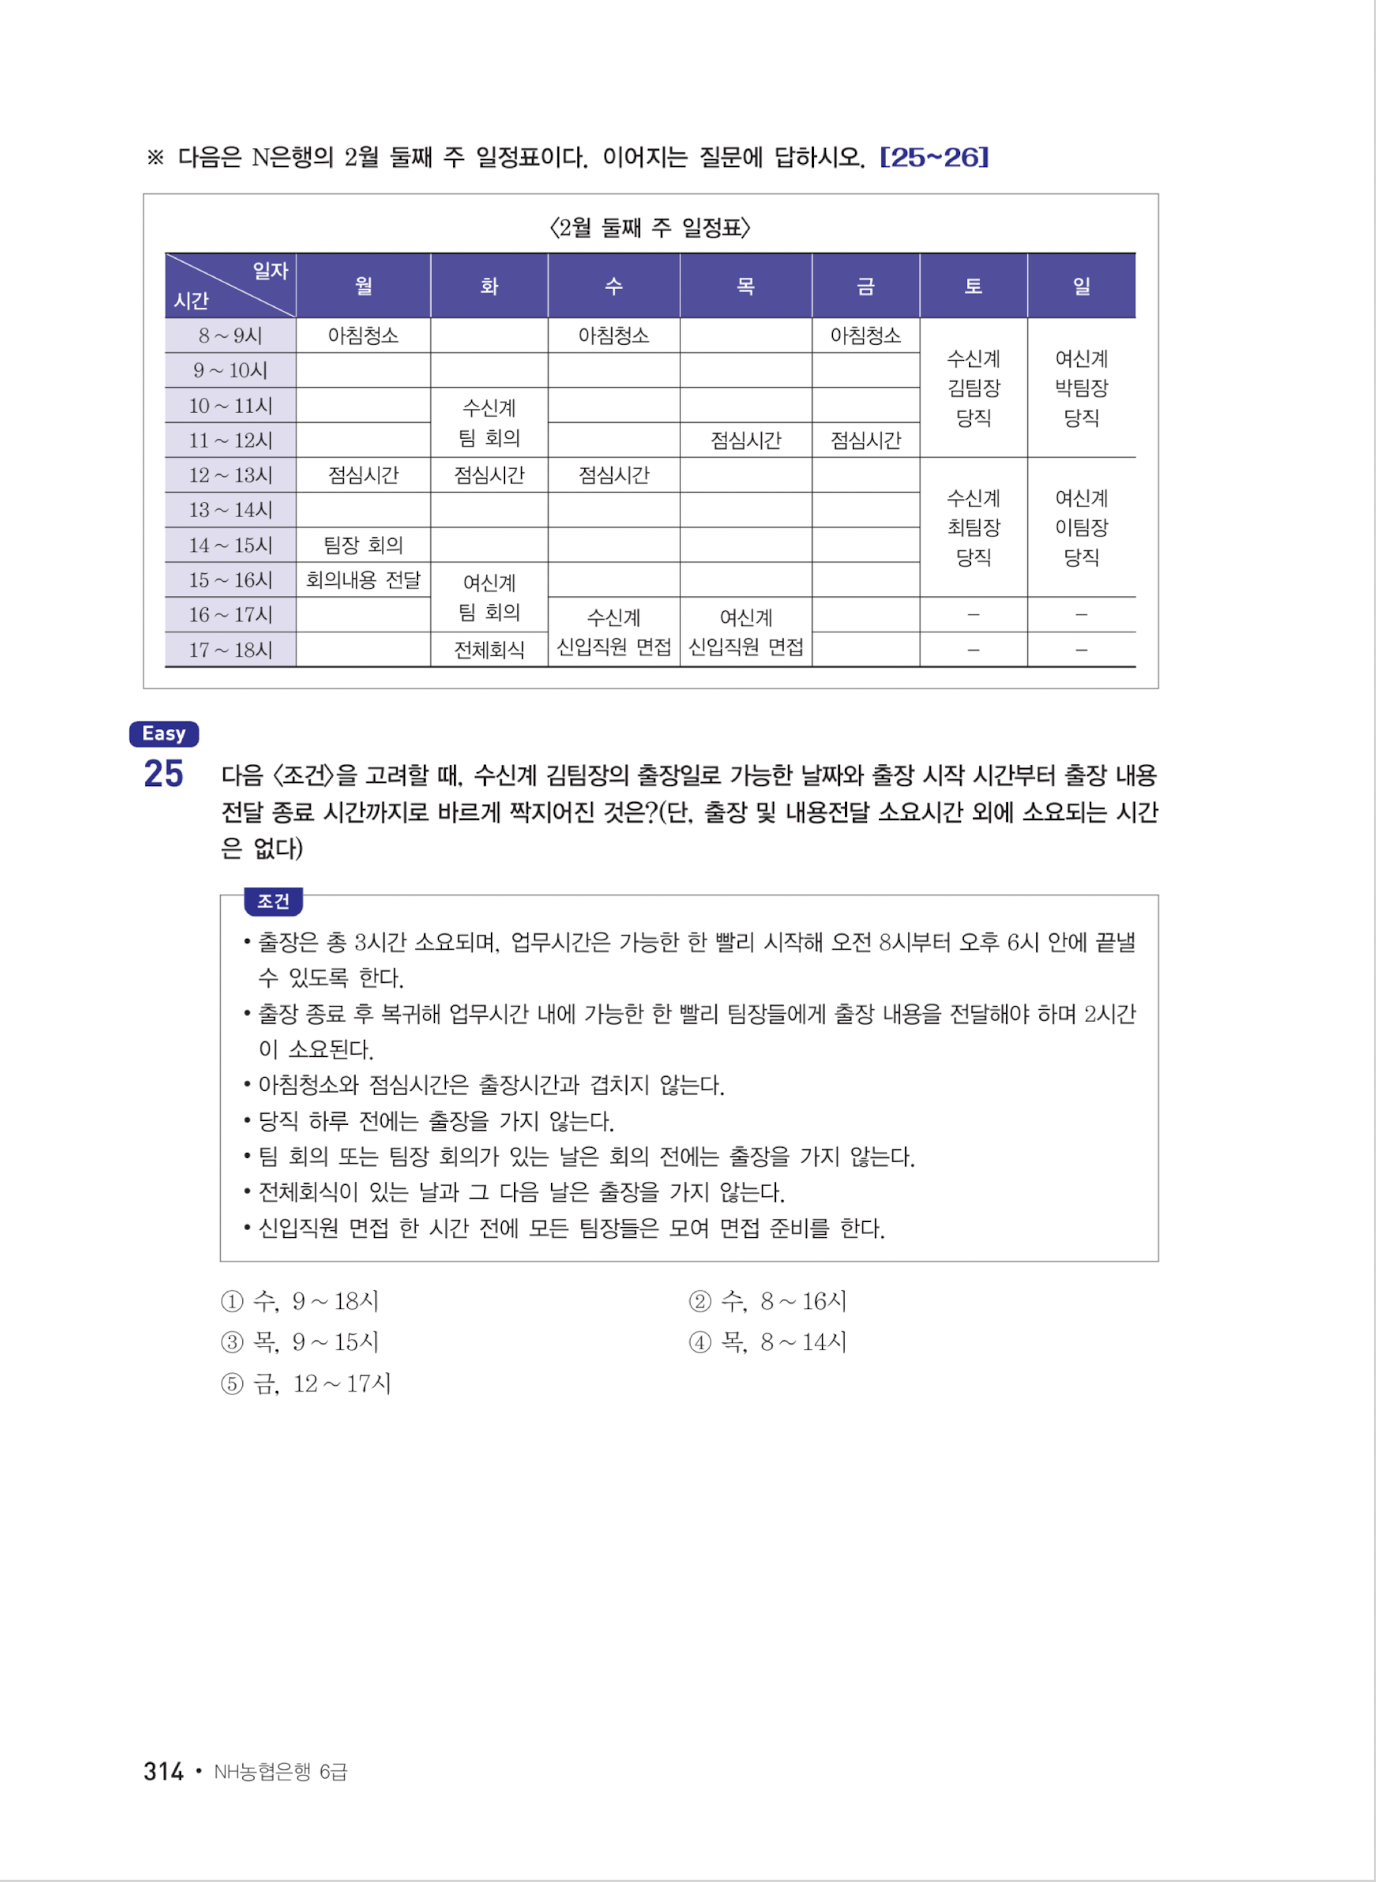 ※ 다음은 N은행의 2월 둘째 주 일정표이다. 이어지는 질문에 답하시오. [25~26]
〈2월 둘째 주 일정표〉
일자
시간
월 화 수 목 금 토 일
8~9시 아침청소 아침청소 아침청소
9~10시
10~11시
11~12시 점심시간 점심시간
수신계
팀 회의
수신계
김팀장
당직
여신계
박팀장
당직
12~13시 점심시간 점심시간 점심시간
13~14시
14~15시 팀장 회의
15~16시 회의내용 전달
수신계
최팀장
당직
여신계
이팀장
당직
여신계
팀 회의
16~17시 – –
17~18시 전체회식 – –
수신계
신입직원 면접
여신계
신입직원 면접
Easy
25 다음 〈조건〉을 고려할 때, 수신계 김팀장의 출장일로 가능한 날짜와 출장 시작 시간부터 출장 내용
전달 종료 시간까지로 바르게 짝지어진 것은?(단, 출장 및 내용전달 소요시간 외에 소요되는 시간
은 없다)
조건
• 출장은 총 3시간 소요되며, 업무시간은 가능한 한 빨리 시작해 오전 8시부터 오후 6시 안에 끝낼
수 있도록 한다.
• 출장 종료 후 복귀해 업무시간 내에 가능한 한 빨리 팀장들에게 출장 내용을 전달해야 하며 2시간
이 소요된다.
• 아침청소와 점심시간은 출장시간과 겹치지 않는다.
• 당직 하루 전에는 출장을 가지 않는다.
• 팀 회의 또는 팀장 회의가 있는 날은 회의 전에는 출장을 가지 않는다.
• 전체회식이 있는 날과 그 다음 날은 출장을 가지 않는다.
• 신입직원 면접 한 시간 전에 모든 팀장들은 모여 면접 준비를 한다.
① 수, 9~18시 ② 수, 8~16시
③ 목, 9~15시 ④ 목, 8~14시
⑤ 금, 12~17시
314 • NH농협은행 6급